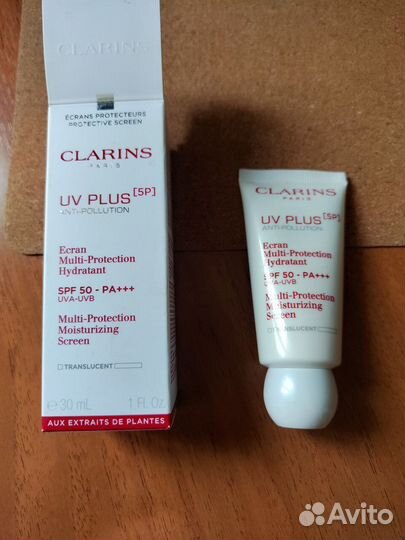 CLARINS
ÉCRANS PROTECTEURS
PROTECTIVE SCREEN
CLARINS
PARIS
UV PLUS [5P]
ANTI-POLLUTION
Ecran
Multi-Protection
Hydratant
SPF 50 - PA+++
UVA-UVB
Multi-Protection
Moisturizing
Screen
TRANSLUCENT
e 30 mL 1 Fl. Oz.
AUX EXTRAITS DE PLANTES
CLARINS
PARIS
UV PLUS [5P]
ANTI-POLLUTION
Ecran
Multi-Protection
Hydratant
SPF 50 - PA+++
UVA-UVB
Multi-Protection
Moisturizing
Screen
TRANSLUCENT
Avito